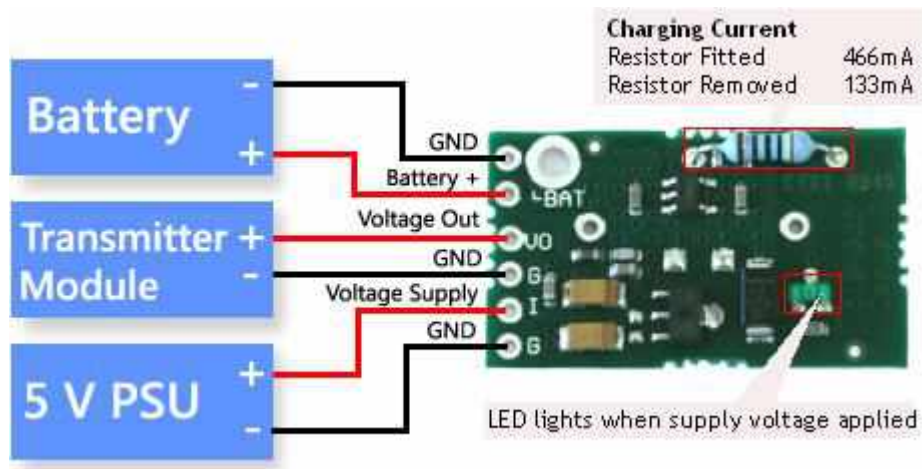 Charging Current
Resistor Fitted 466mA
Resistor Removed 133mA
Battery
-
+
GND
Battery +
BAT
Transmitter +
Module -
Voltage Out
GND
Voltage Supply
GND
VO
G
I
G
5 V PSU
+
-
LED lights when supply voltage applied